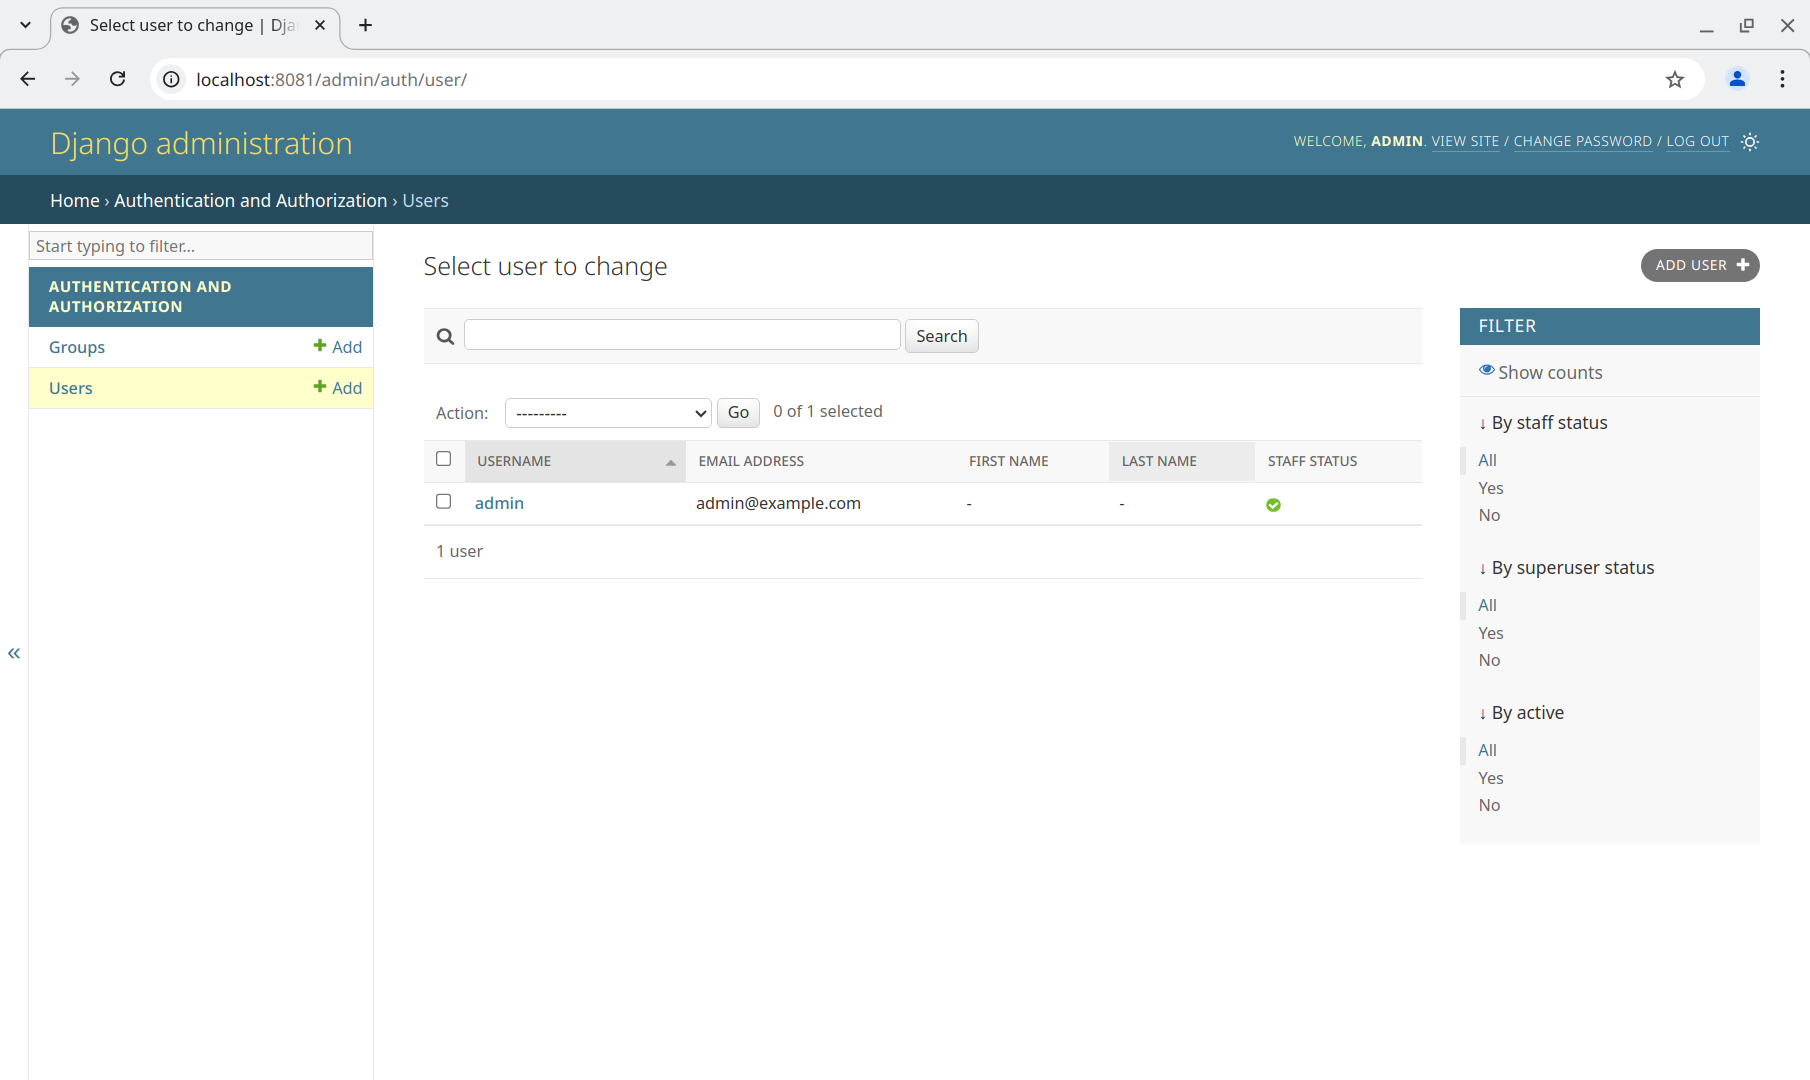 Select user to change | Dja
localhost:8081/admin/auth/user/
Django administration
WELCOME, ADMIN. VIEW SITE / CHANGE PASSWORD / LOG OUT
Home › Authentication and Authorization › Users
Start typing to filter...
AUTHENTICATION AND
AUTHORIZATION
Groups
Add
Users
Add
«
Select user to change
ADD USER
Search
Action:
---------
Go
0 of 1 selected
USERNAME EMAIL ADDRESS FIRST NAME LAST NAME STAFF STATUS
admin admin@example.com - -
1 user
FILTER
Show counts
↓ By staff status
All
Yes
No
↓ By superuser status
All
Yes
No
↓ By active
All
Yes
No